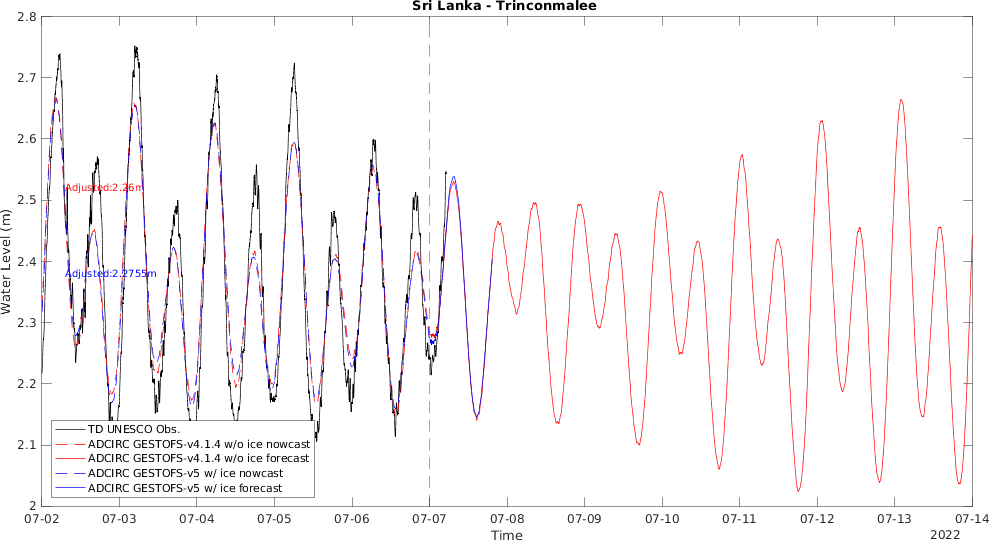 Sri Lanka - Trinconmalee
2.8
2.7
2.6
2.5
2.4
2.3
2.2
2.1
2
Water Level (m)
Adjusted:2.26m
Adjusted:2.2755m
TD UNESCO Obs.
ADCIRC GESTOFS-v4.1.4 w/o ice nowcast
ADCIRC GESTOFS-v4.1.4 w/o ice forecast
ADCIRC GESTOFS-v5 w/ ice nowcast
ADCIRC GESTOFS-v5 w/ ice forecast
07-02 07-03 07-04 07-05 07-06 07-07 07-08 07-09 07-10 07-11 07-12 07-13 07-14
Time
2022